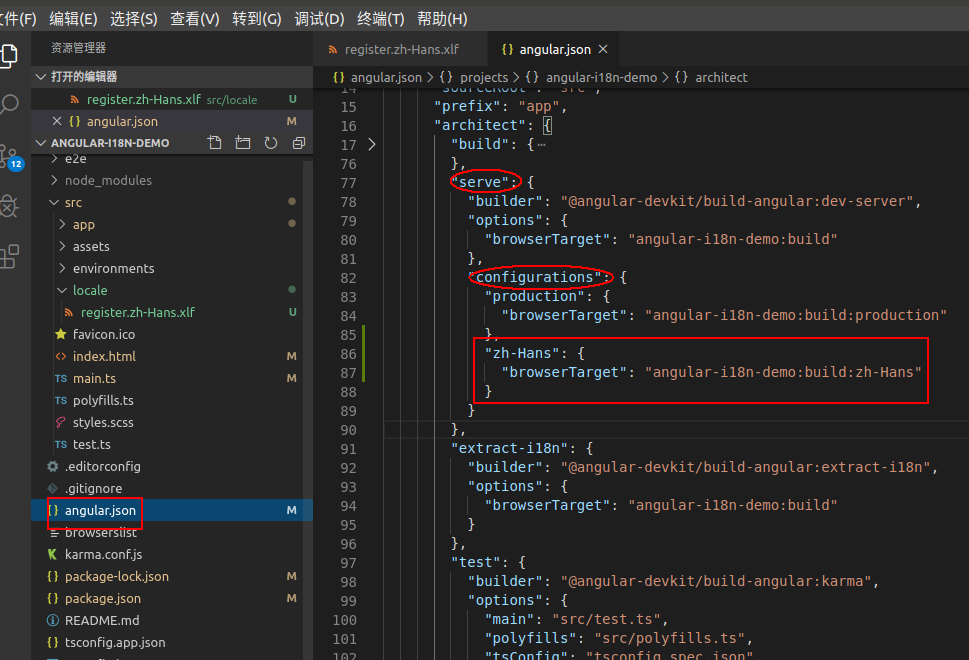 文件(F) 编辑(E) 选择(S) 查看(V) 转到(G) 调试(D) 终端(T) 帮助(H)
资源管理器
打开的编辑器
register.zh-Hans.xlf src/locale U
angular.json M
ANGULAR-I18N-DEMO
e2e
node_modules
src
app
assets
environments
locale
register.zh-Hans.xlf U
favicon.ico
index.html M
main.ts M
polyfills.ts
styles.scss
test.ts
.editorconfig
.gitignore
angular.json M
browserslist
karma.conf.js
package-lock.json M
package.json M
README.md
tsconfig.app.json
12
register.zh-Hans.xlf
{} angular.json ×
{} angular.json > {} projects > {} angular-i18n-demo > {} architect
14 "sourceRoot": "src",
15 "prefix": "app",
16 "architect": {
17 "build": {⋯
76 },
77 "serve": {
78 "builder": "@angular-devkit/build-angular:dev-server",
79 "options": {
80 "browserTarget": "angular-i18n-demo:build"
81 },
82 "configurations": {
83 "production": {
84 "browserTarget": "angular-i18n-demo:build:production"
85 },
86 "zh-Hans": {
87 "browserTarget": "angular-i18n-demo:build:zh-Hans"
88 }
89 }
90 },
91 "extract-i18n": {
92 "builder": "@angular-devkit/build-angular:extract-i18n",
93 "options": {
94 "browserTarget": "angular-i18n-demo:build"
95 }
96 },
97 "test": {
98 "builder": "@angular-devkit/build-angular:karma",
99 "options": {
100 "main": "src/test.ts",
101 "polyfills": "src/polyfills.ts",
102 "tsConfig": "tsconfig.spec.json"